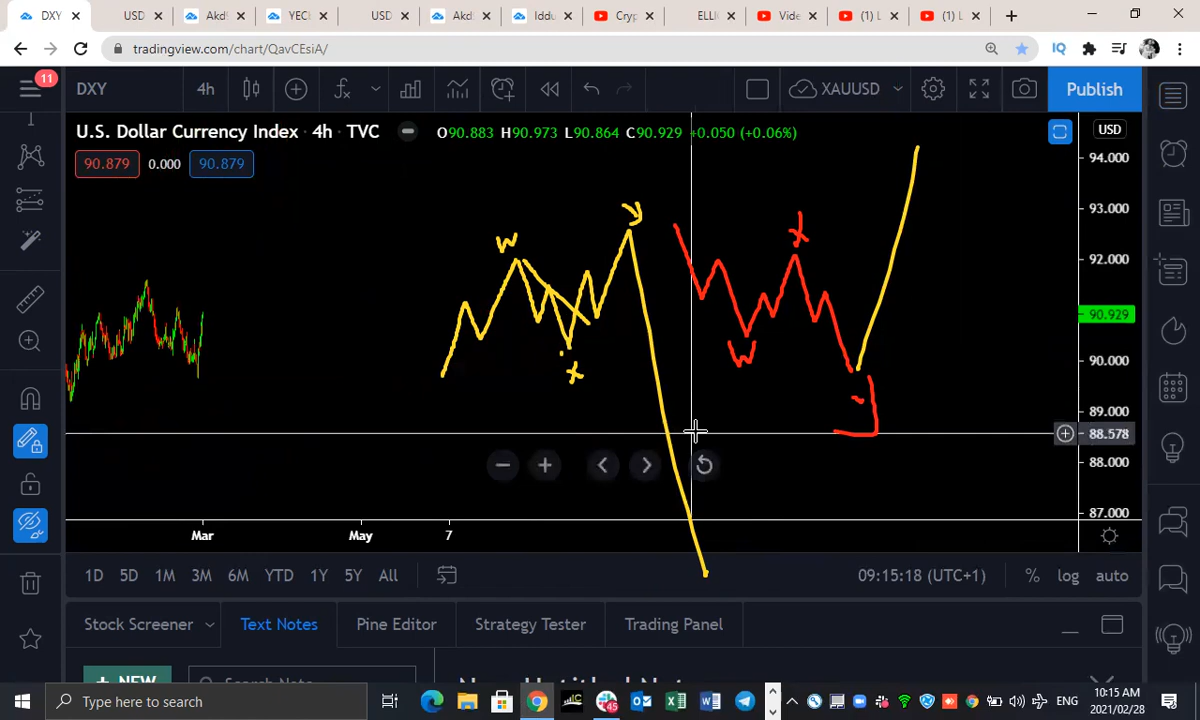 DXY
USD
Akd
YECE
USD
Akd
Iddu
Cryp
ELLIC
Vide
(1) L
(1) L
tradingview.com/chart/QavCEsiA/
11
DXY
4h
XAUUSD
Publish
U.S. Dollar Currency Index · 4h · TVC
O90.883 H90.973 L90.864 C90.929 +0.050 (+0.06%)
USD
90.879
0.000
90.879
94.000
93.000
92.000
90.929
90.000
89.000
88.578
88.000
87.000
W
X
W
X
Mar
May
7
1D
5D
1M
3M
6M
YTD
1Y
5Y
All
09:15:18 (UTC+1)
%
log
auto
Stock Screener
Text Notes
Pine Editor
Strategy Tester
Trading Panel
NEW
Type here to search
45
ENG
10:15 AM
2021/02/28